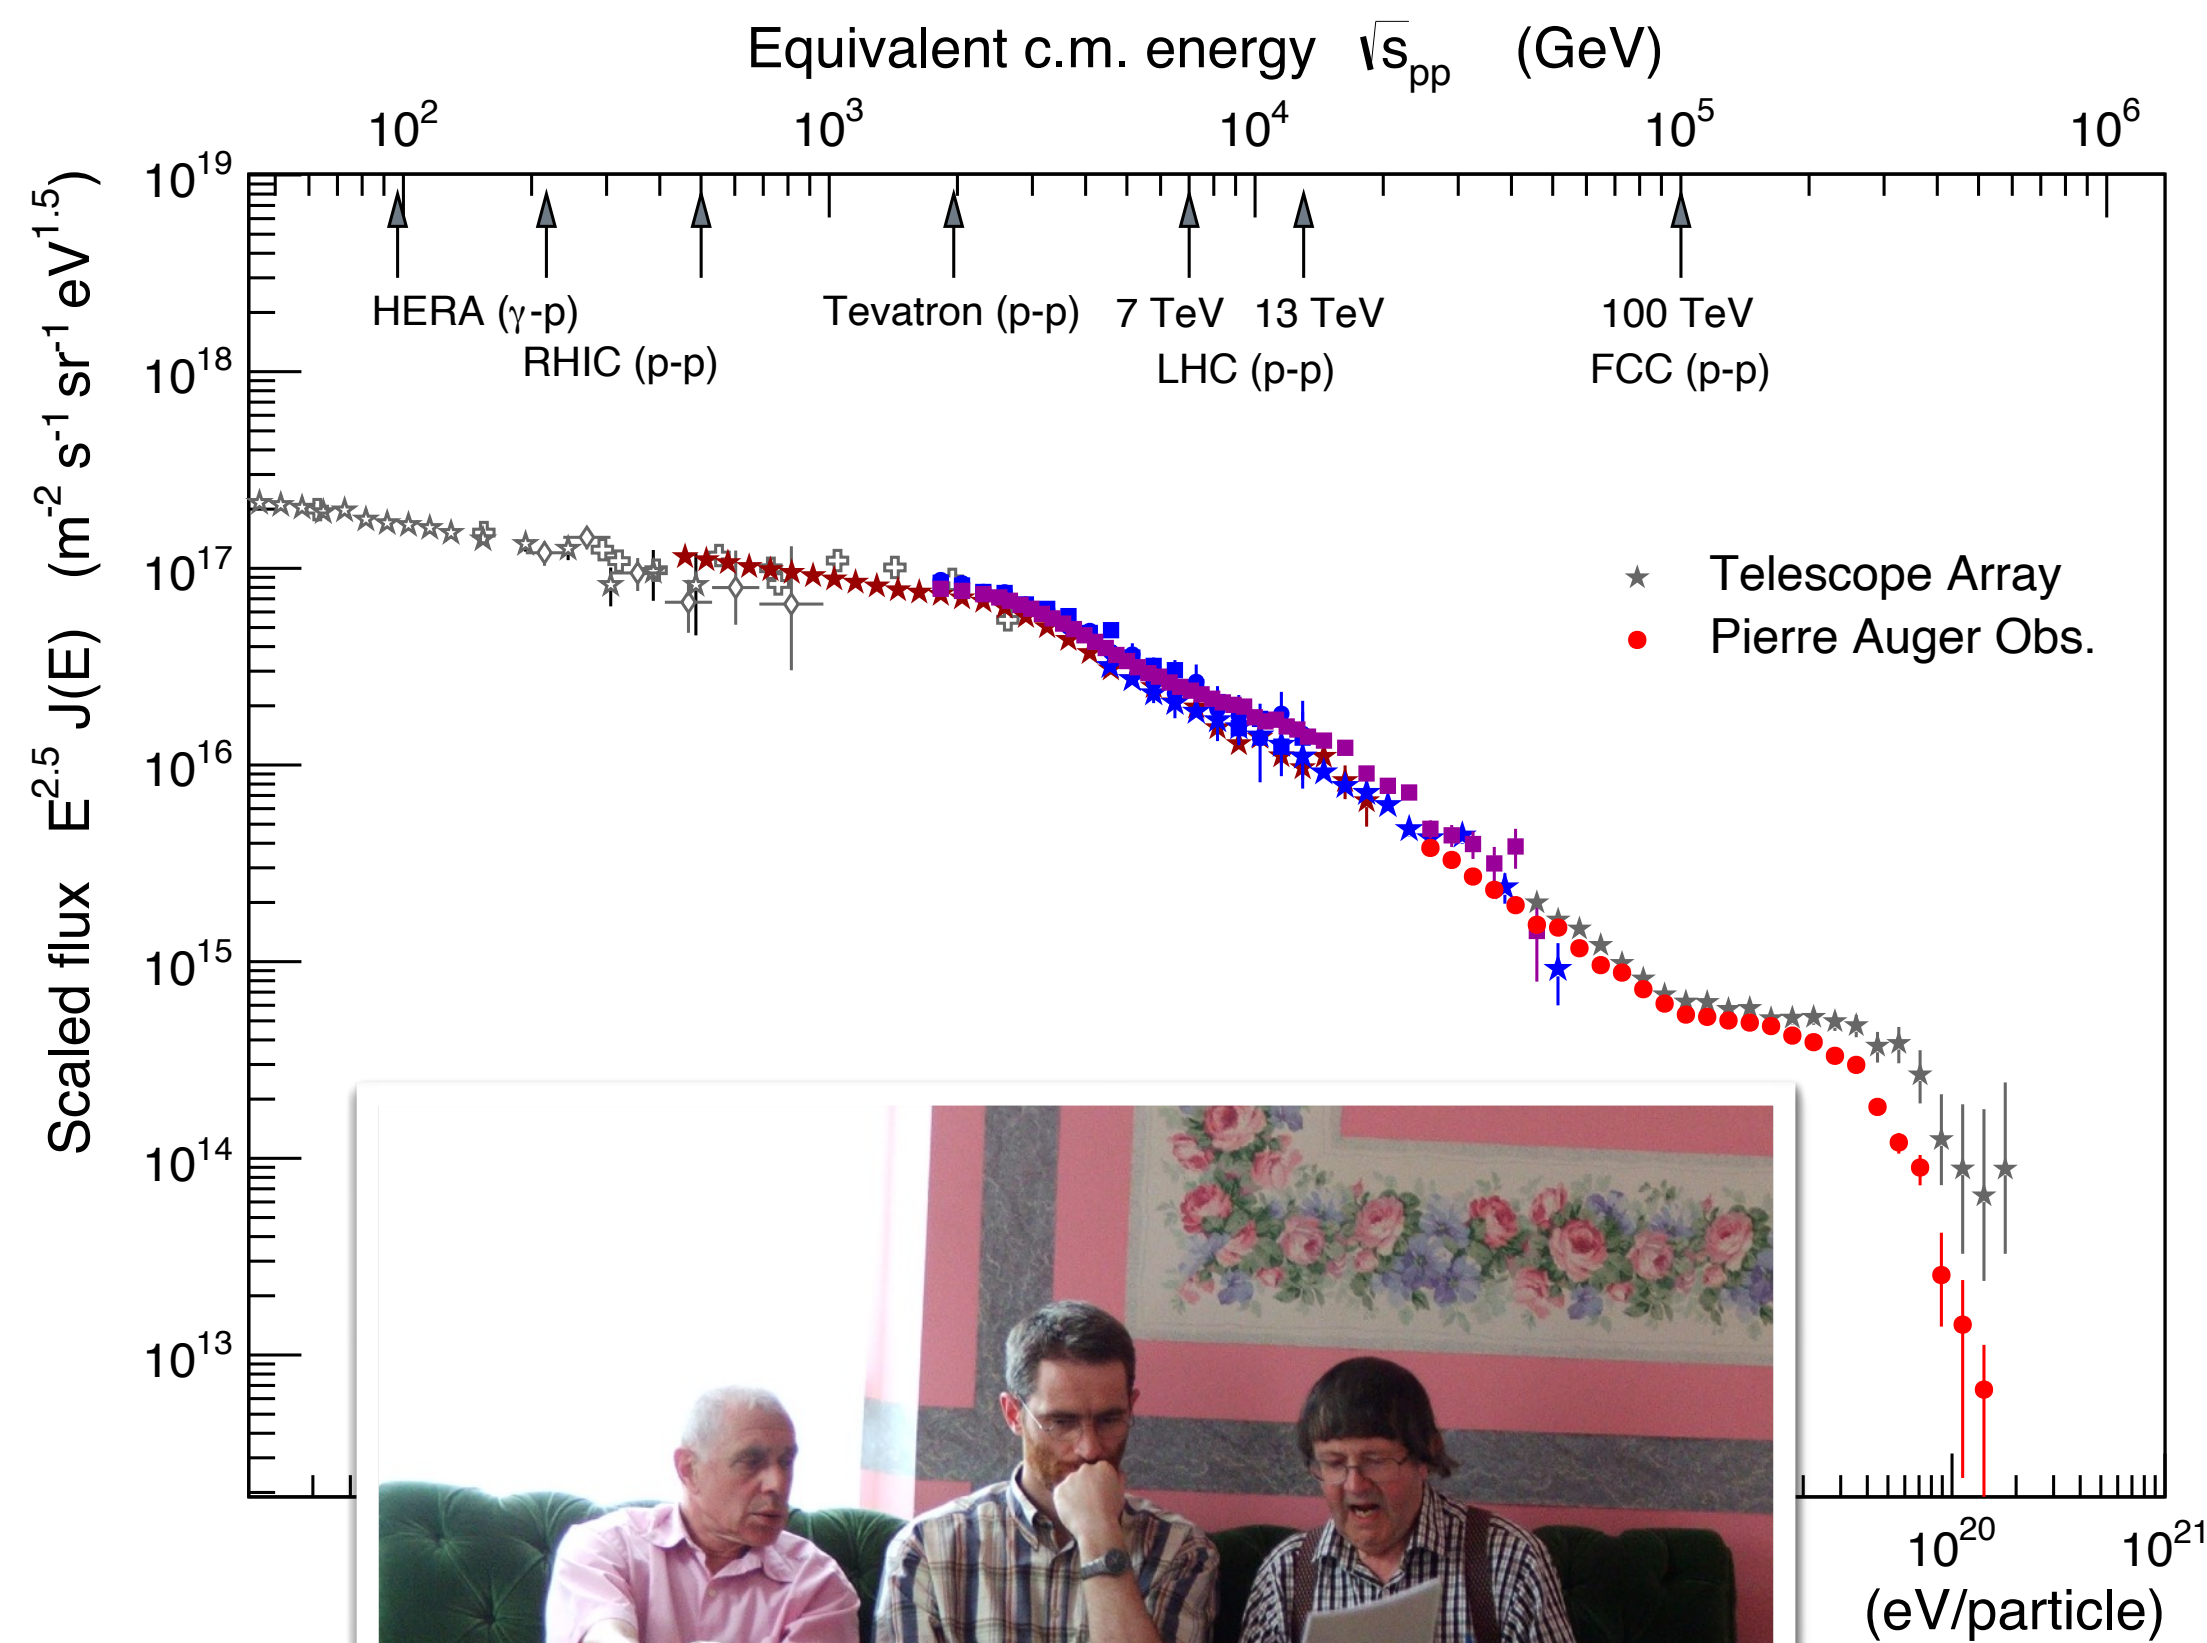 Equivalent c.m. energy √s_pp (GeV)
10^2 10^3 10^4 10^5 10^6
10^19
10^18
10^17
10^16
10^15
10^14
10^13
Scaled flux E^2.5 J(E) (m^-2 s^-1 sr^-1 eV^1.5)
HERA (γ-p)
RHIC (p-p)
Tevatron (p-p)
7 TeV 13 TeV
LHC (p-p)
100 TeV
FCC (p-p)
Telescope Array
Pierre Auger Obs.
10^20 10^21
(eV/particle)